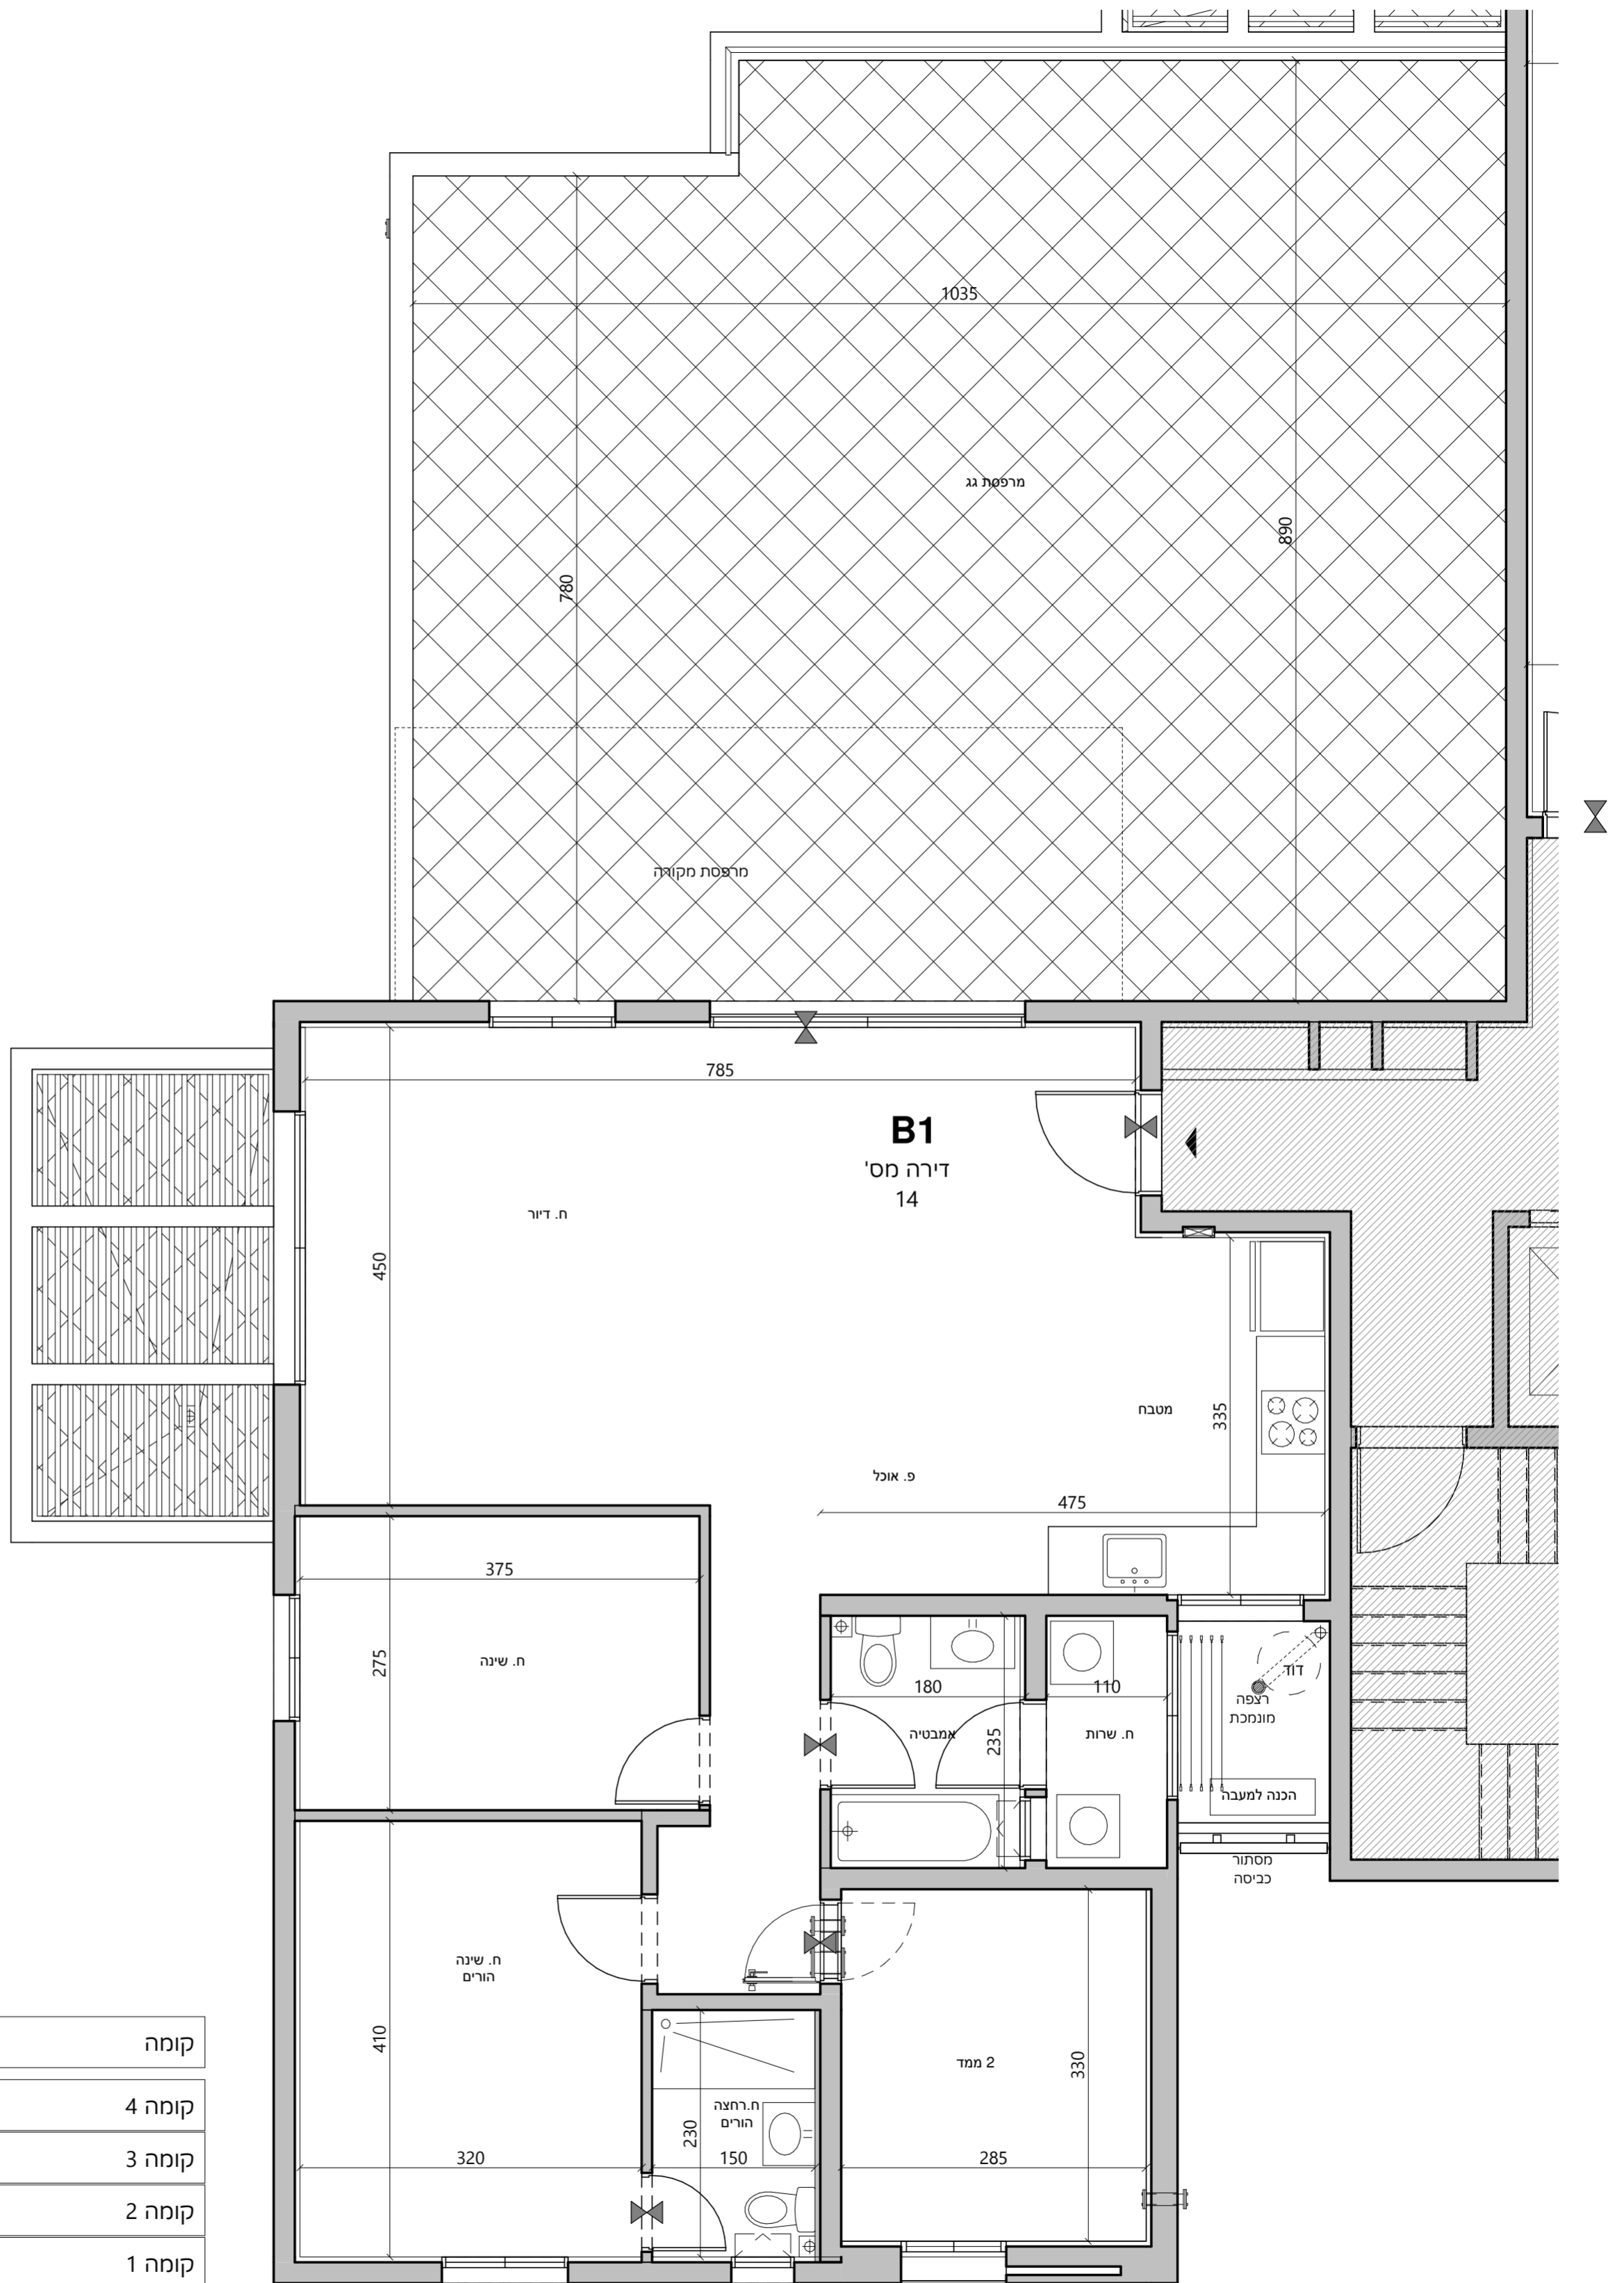 1035
מרפסת גג
890
780
מרפסת מקורה
785
B1
דירה מס'
14
ח. דיור
450
מטבח
335
פ. אוכל
475
375
275
ח. שינה
180
110
דוד
רצפה
מונמכת
אמבטיה
235
ח. שרות
הכנה למעבה
מסתור
כביסה
ח. שינה
הורים
410
320
ח.רחצה
הורים
230
150
ממד 2
330
285
קומה
קומה 4
קומה 3
קומה 2
קומה 1